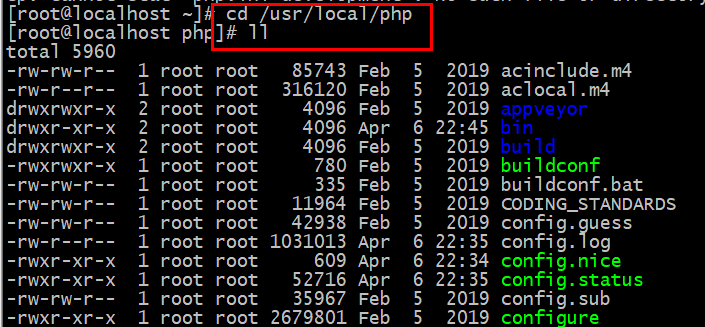 [root@localhost ~]# cd /usr/local/php
[root@localhost php]# ll
total 5960
-rw-rw-r--  1 root root   85743 Feb  5  2019 acinclude.m4
-rw-rw-r--  1 root root  316120 Feb  5  2019 aclocal.m4
drwxrwxr-x  2 root root    4096 Feb  5  2019 appveyor
drwxrwxr-x  2 root root    4096 Apr  6 22:45 bin
drwxrwxr-x  2 root root    4096 Feb  5  2019 build
-rwxrwxr-x  1 root root     780 Feb  5  2019 buildconf
-rw-rw-r--  1 root root     335 Feb  5  2019 buildconf.bat
-rw-rw-r--  1 root root   11964 Feb  5  2019 CODING_STANDARDS
-rwxrwxr-x  1 root root   42938 Feb  5  2019 config.guess
-rw-r--r--  1 root root 1031013 Apr  6 22:35 config.log
-rwxr-xr-x  1 root root     609 Apr  6 22:34 config.nice
-rwxr-xr-x  1 root root   52716 Apr  6 22:35 config.status
-rw-rw-r--  1 root root   35967 Feb  5  2019 config.sub
-rwxr-xr-x  1 root root 2679801 Feb  5  2019 configure